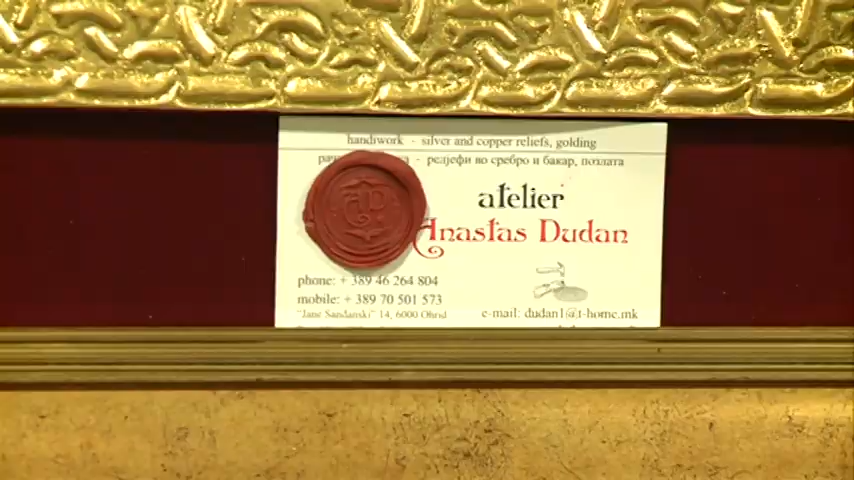 handiwork - silver and copper reliefs, golding
- релјефи во сребро и бакар, позлата
atelier
Anastas Dudan
phone: + 389 46 264 804
mobile: + 389 70 501 573
"Jane Sandanski" 14, 6000 Ohrid
e-mail: dudan1@t-home.mk